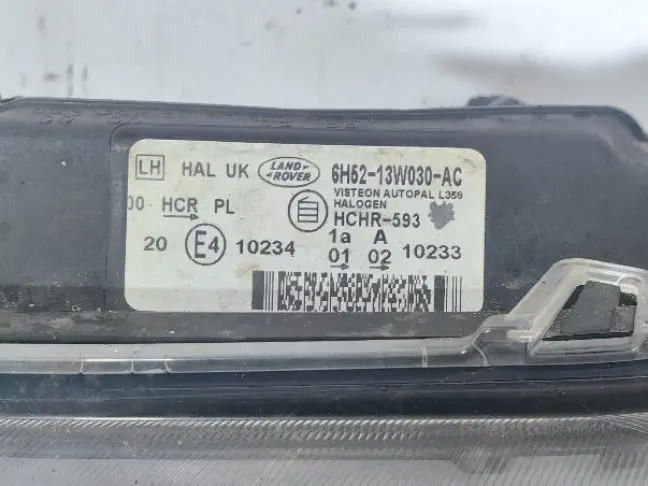 LH HAL UK LAND ROVER 6H52-13W030-AC
VISTEON AUTOPAL L359
00 HCR PL HALOGEN
HCHR-593
20 E4 10234 1a A 10233
01 02